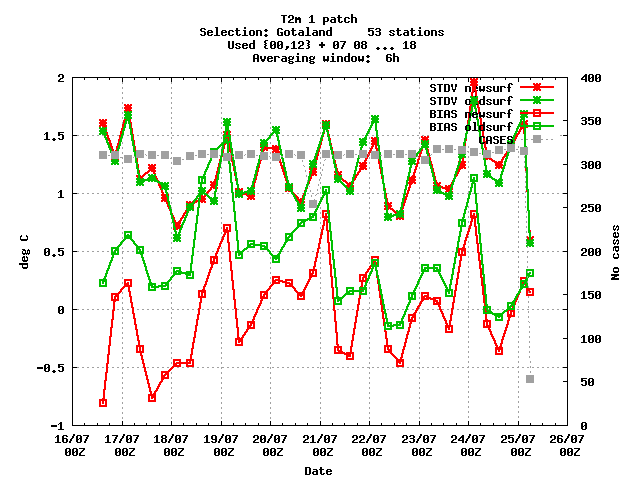 T2m 1 patch
Selection: Gotaland     53 stations
Used {00,12} + 07 08 ... 18
Averaging window:  6h
STDV newsurf
STDV oldsurf
BIAS newsurf
BIAS oldsurf
CASES
2
1.5
1
0.5
0
-0.5
-1
deg C
400
350
300
250
200
150
100
50
0
No cases
16/07 17/07 18/07 19/07 20/07 21/07 22/07 23/07 24/07 25/07 26/07
00Z 00Z 00Z 00Z 00Z 00Z 00Z 00Z 00Z 00Z 00Z
Date